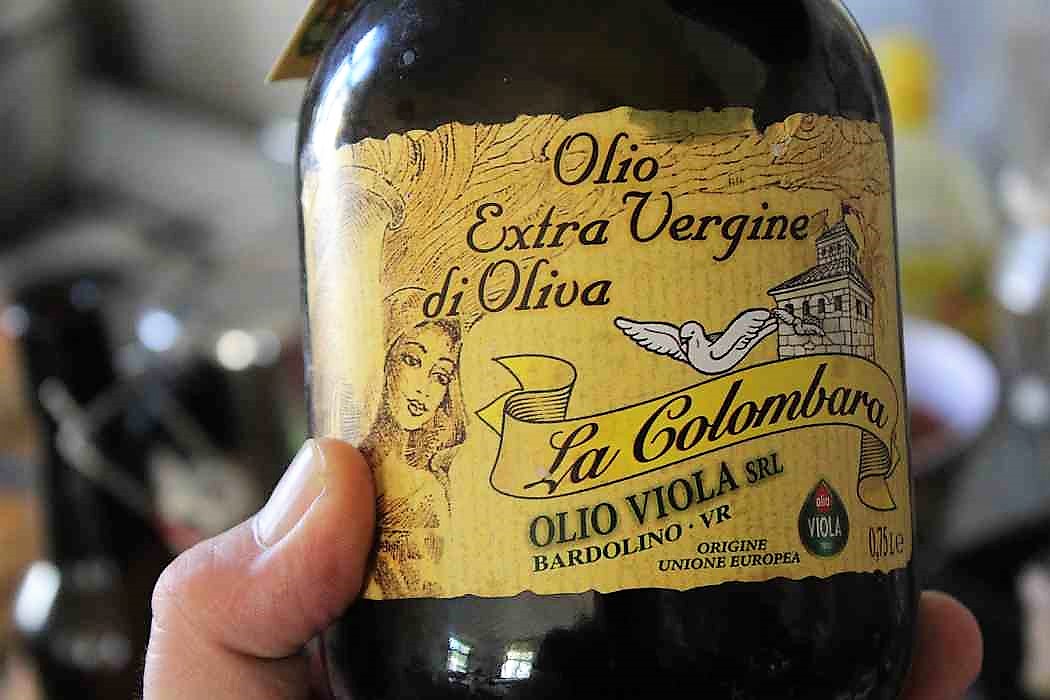 Olio
Extra Vergine
di Oliva
La Colombara
OLIO VIOLA SRL
BARDOLINO · VR
ORIGINE
UNIONE EUROPEA
olio
VIOLA
0,75 L e